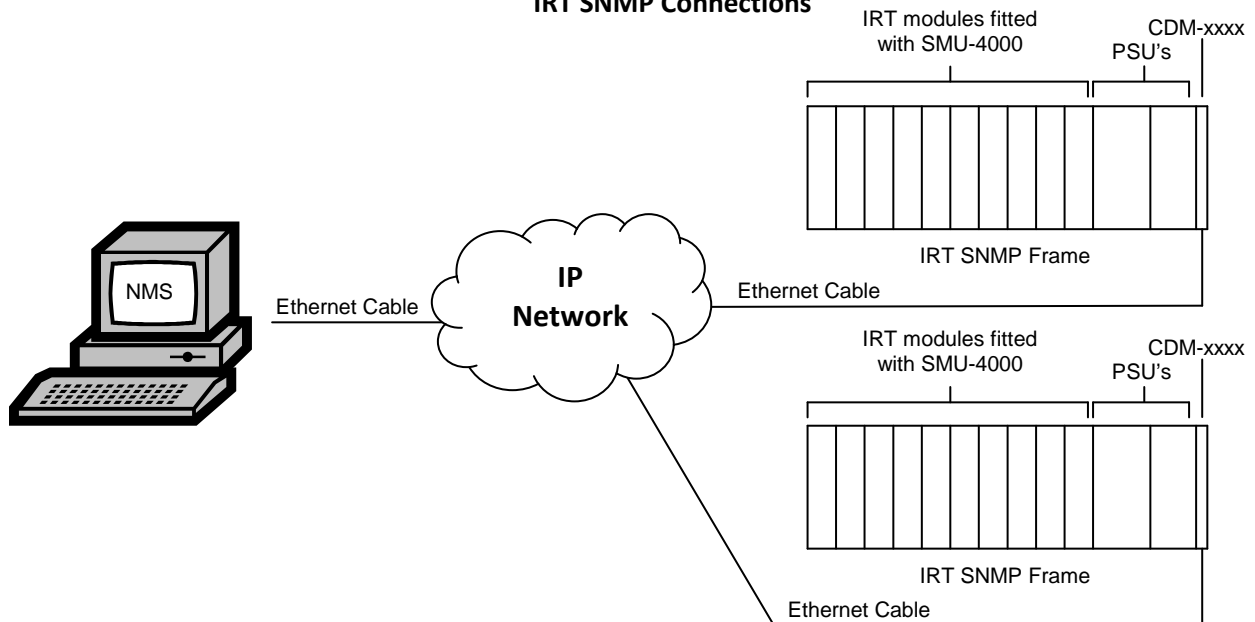 IRT SNMP Connections
IRT modules fitted
with SMU-4000
CDM-xxxx
PSU's
IRT SNMP Frame
NMS
Ethernet Cable
IP
Network
Ethernet Cable
IRT modules fitted
with SMU-4000
CDM-xxxx
PSU's
IRT SNMP Frame
Ethernet Cable